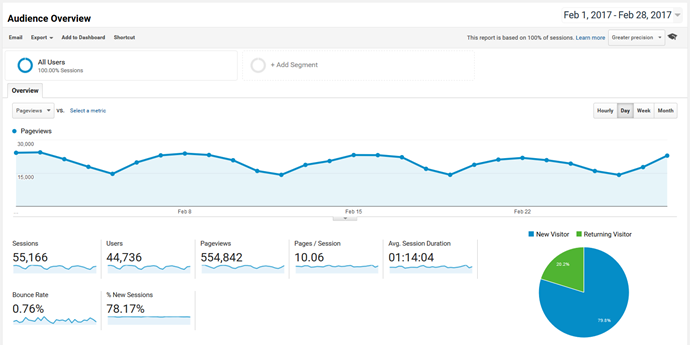 Audience Overview
Feb 1, 2017 - Feb 28, 2017
Email Export Add to Dashboard Shortcut
This report is based on 100% of sessions. Learn more Greater precision
All Users
100.00% Sessions
+ Add Segment
Overview
Pageviews VS. Select a metric
Hourly Day Week Month
Pageviews
30,000
15,000
...
Feb 8 Feb 15 Feb 22
New Visitor Returning Visitor
Sessions
55,166
Users
44,736
Pageviews
554,842
Pages / Session
10.06
Avg. Session Duration
01:14:04
Bounce Rate
0.76%
% New Sessions
78.17%
20.2%
79.8%